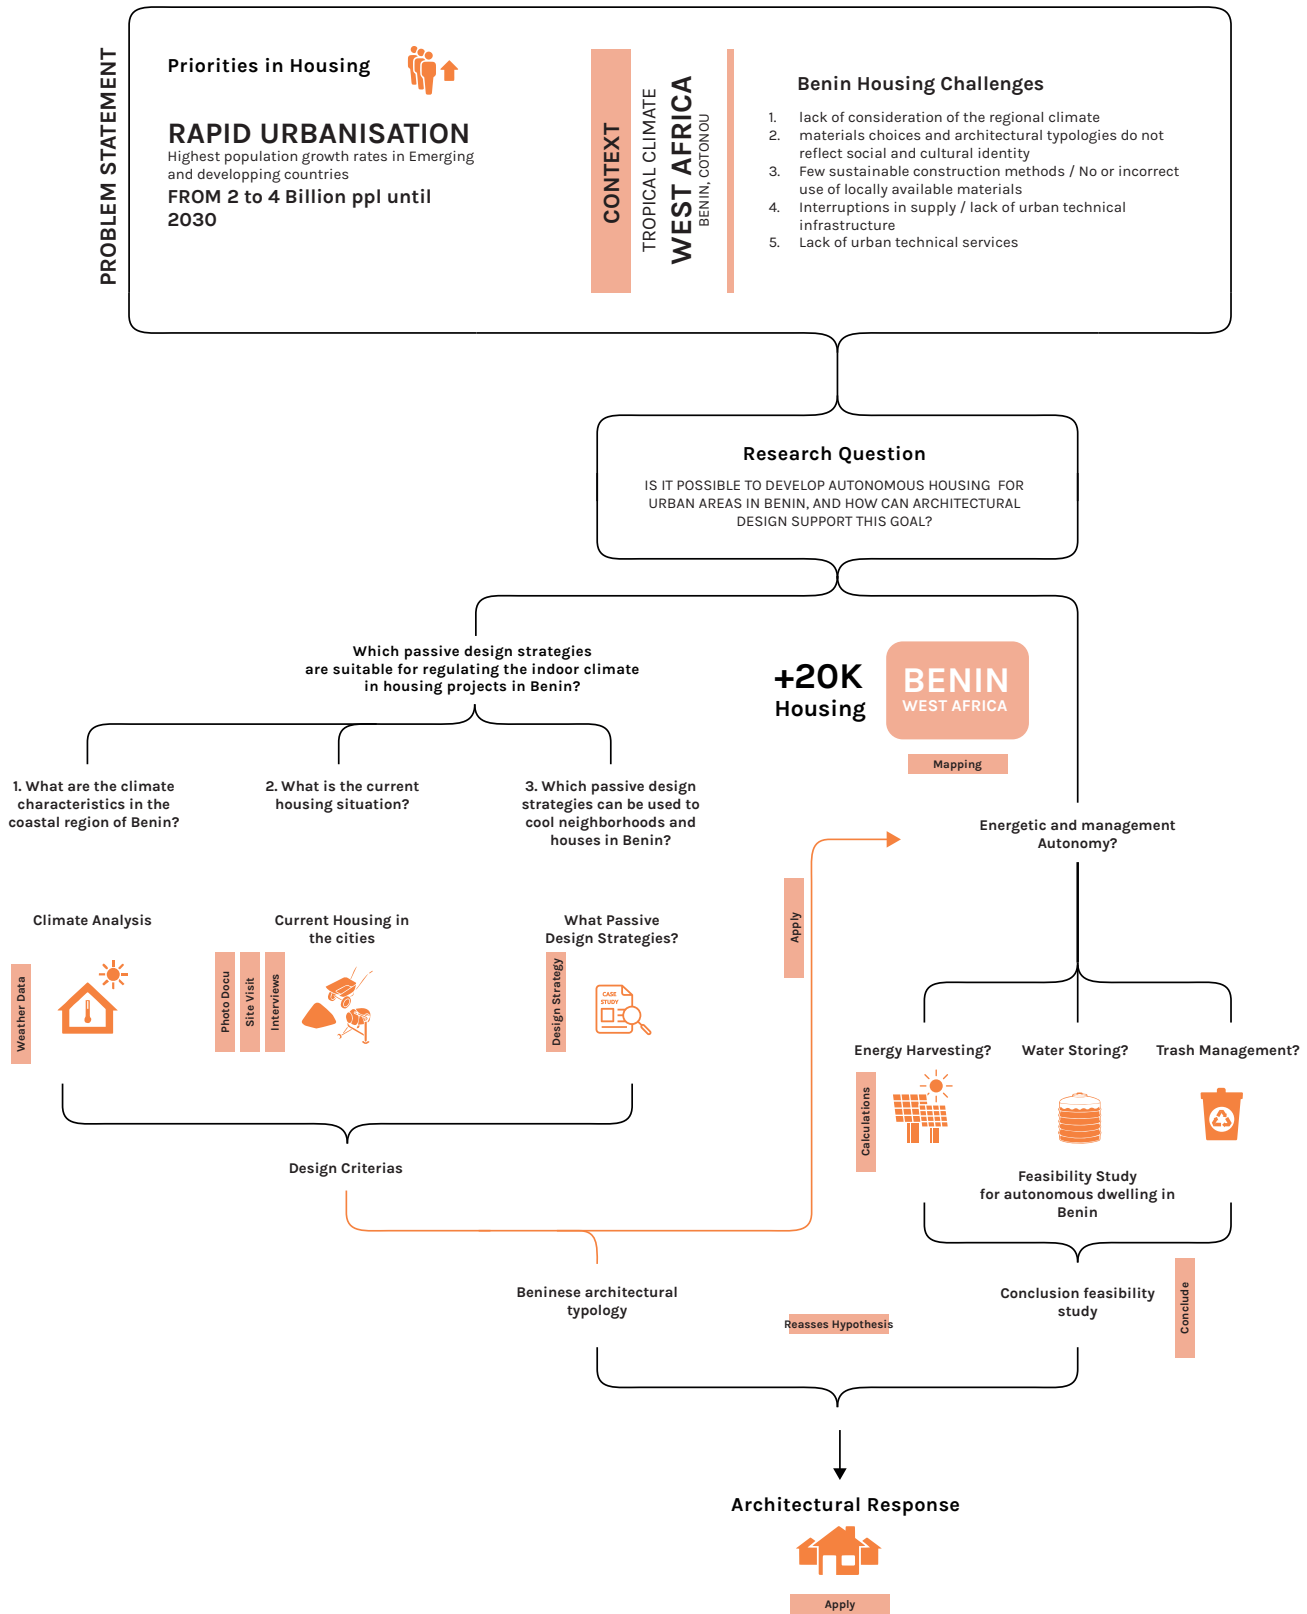 PROBLEM STATEMENT
Priorities in Housing
RAPID URBANISATION
Highest population growth rates in Emerging
and developping countries
FROM 2 to 4 Billion ppl until
2030
CONTEXT
TROPICAL CLIMATE
WEST AFRICA
BENIN, COTONOU
Benin Housing Challenges
1. lack of consideration of the regional climate
2. materials choices and architectural typologies do not
reflect social and cultural identity
3. Few sustainable construction methods / No or incorrect
use of locally available materials
4. Interruptions in supply / lack of urban technical
infrastructure
5. Lack of urban technical services
Research Question
IS IT POSSIBLE TO DEVELOP AUTONOMOUS HOUSING FOR
URBAN AREAS IN BENIN, AND HOW CAN ARCHITECTURAL
DESIGN SUPPORT THIS GOAL?
Which passive design strategies
are suitable for regulating the indoor climate
in housing projects in Benin?
+20K
Housing
BENIN
WEST AFRICA
Mapping
1. What are the climate
characteristics in the
coastal region of Benin?
2. What is the current
housing situation?
3. Which passive design
strategies can be used to
cool neighborhoods and
houses in Benin?
Energetic and management
Autonomy?
Apply
Climate Analysis
Weather Data
Current Housing in
the cities
Photo Docu
Site Visit
Interviews
What Passive
Design Strategies?
Design Strategy
CASE
STUDY
Energy Harvesting?
Water Storing?
Trash Management?
Calculations
Feasibility Study
for autonomous dwelling in
Benin
Design Criterias
Beninese architectural
typology
Reasses Hypothesis
Conclusion feasibility
study
Conclude
Architectural Response
Apply